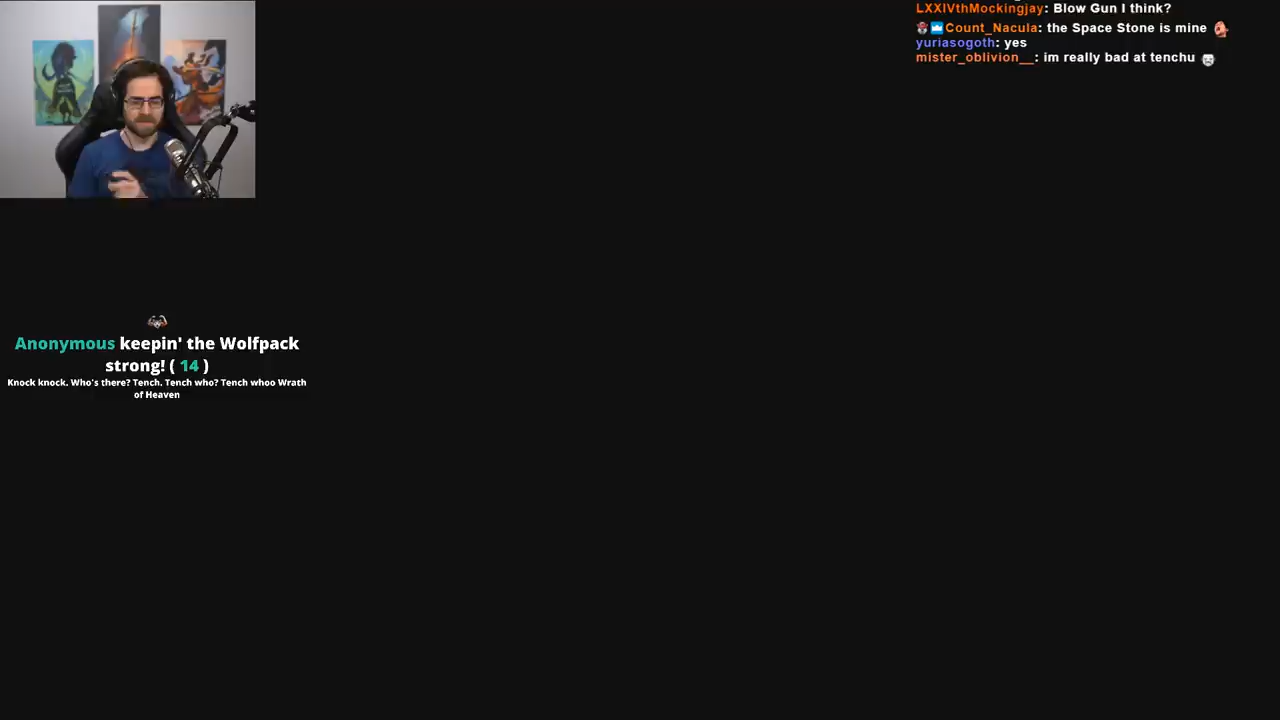 LXXIVthMockingjay: Blow Gun I think?
Count_Nacula: the Space Stone is mine
yuriasogoth: yes
mister_oblivion__: im really bad at tenchu
Anonymous keepin' the Wolfpack
strong! ( 14 )
Knock knock. Who's there? Tench. Tench who? Tench whoo Wrath
of Heaven